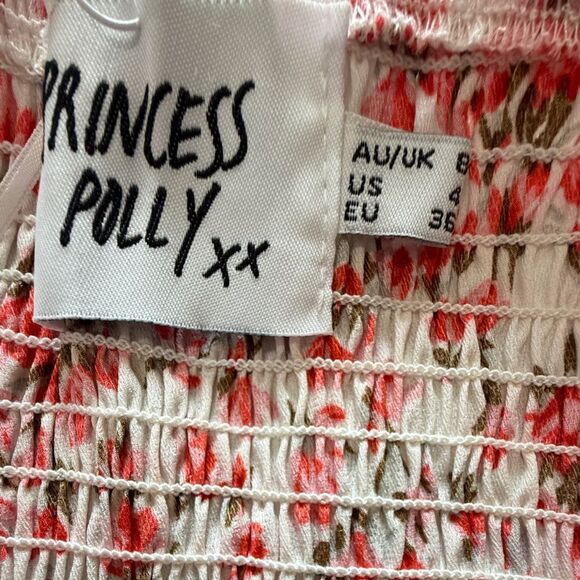 PRINCESS
POLLY xx
AU/UK 8
US 4
EU 36